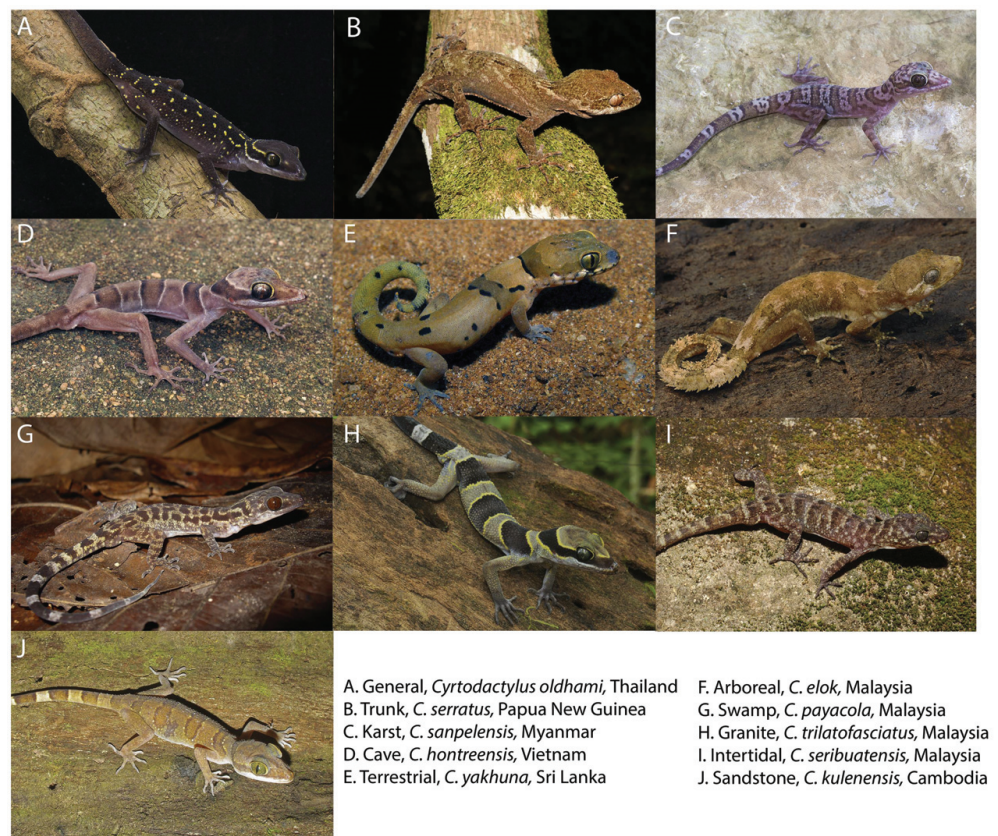 A
B
C
D
E
F
G
H
I
J
A. General, Cyrtodactylus oldhami, Thailand
B. Trunk, C. serratus, Papua New Guinea
C. Karst, C. sanpelensis, Myanmar
D. Cave, C. hontreensis, Vietnam
E. Terrestrial, C. yakhuna, Sri Lanka
F. Arboreal, C. elok, Malaysia
G. Swamp, C. payacola, Malaysia
H. Granite, C. trilatofasciatus, Malaysia
I. Intertidal, C. seribuatensis, Malaysia
J. Sandstone, C. kulenensis, Cambodia